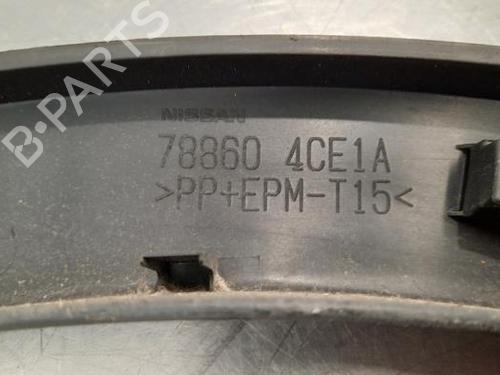 B-PARTS
NISSAN
78860 4CE1A
>PP+EPM-T15<